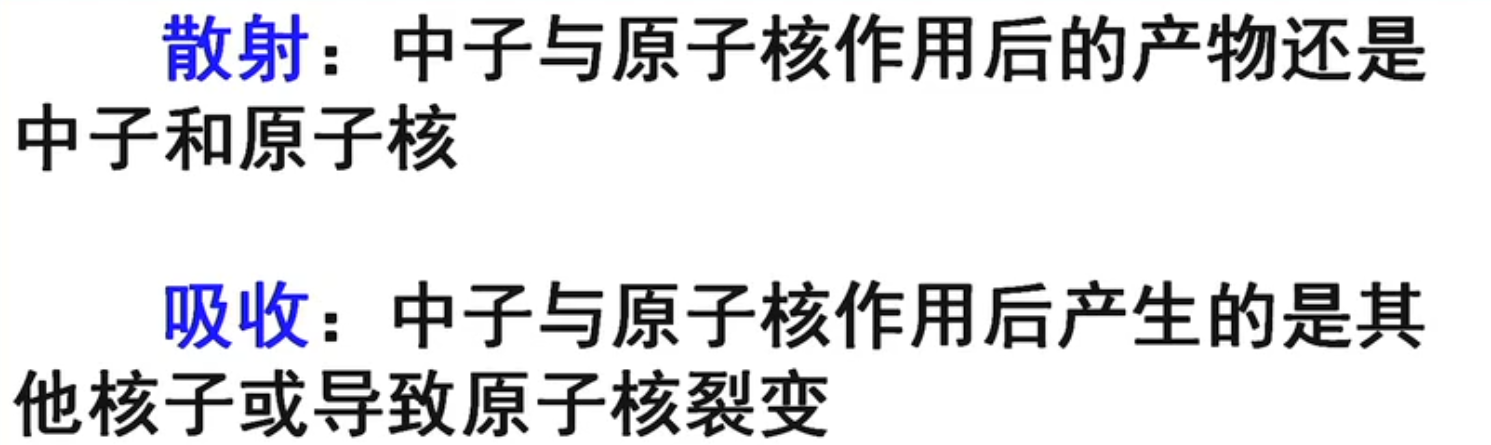 散射：中子与原子核作用后的产物还是
中子和原子核
吸收：中子与原子核作用后产生的是其
他核子或导致原子核裂变